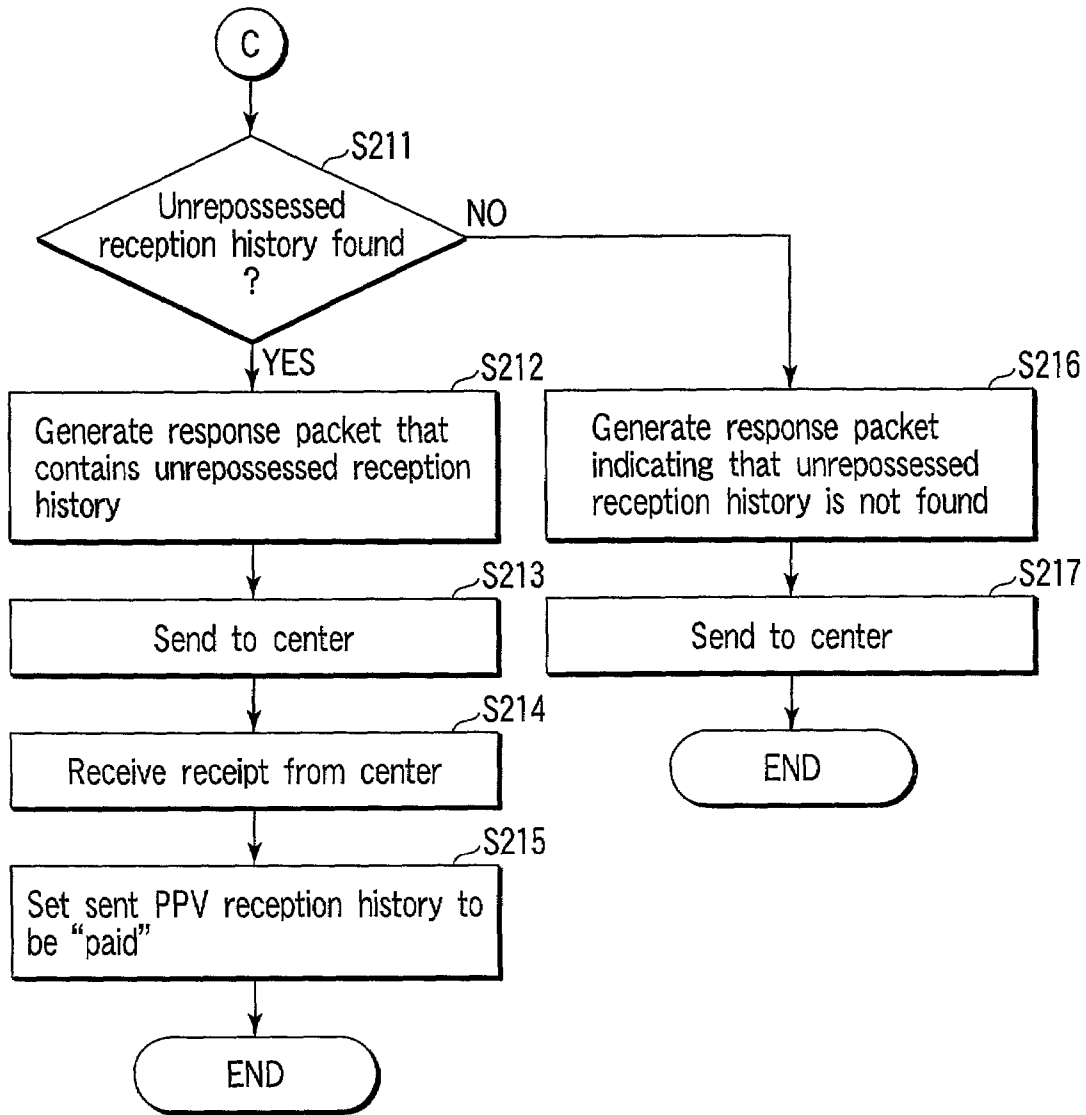 C
S211
Unrepossessed
reception history found
?
NO
YES
S212
Generate response packet that
contains unrepossessed reception
history
S213
Send to center
S214
Receive receipt from center
S215
Set sent PPV reception history to
be “paid”
END
S216
Generate response packet
indicating that unrepossessed
reception history is not found
S217
Send to center
END